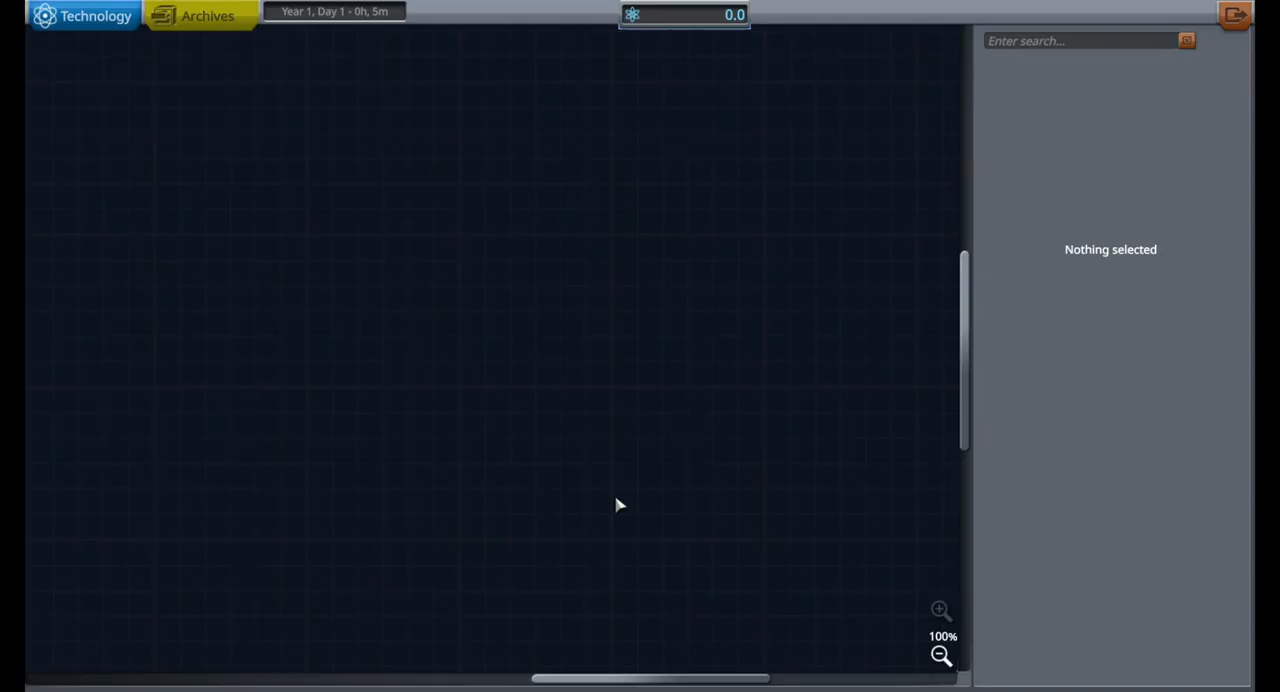 Technology
Archives
Year 1, Day 1 - 0h, 5m
0.0
Enter search...
Nothing selected
100%